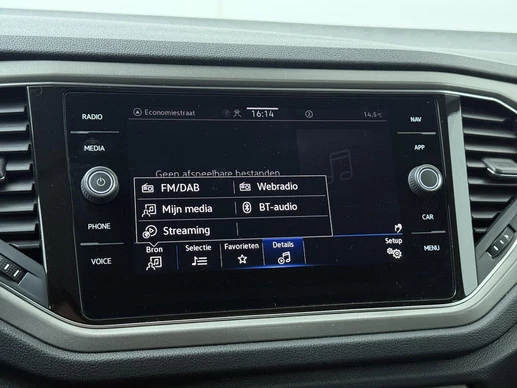 RADIO
MEDIA
PHONE
VOICE
Economiestraat
16:14
14.5°C
Geen afspeelbare bestanden
FM/DAB
Webradio
Mijn media
BT-audio
Streaming
Bron
Selectie
Favorieten
Details
Setup
NAV
APP
CAR
MENU